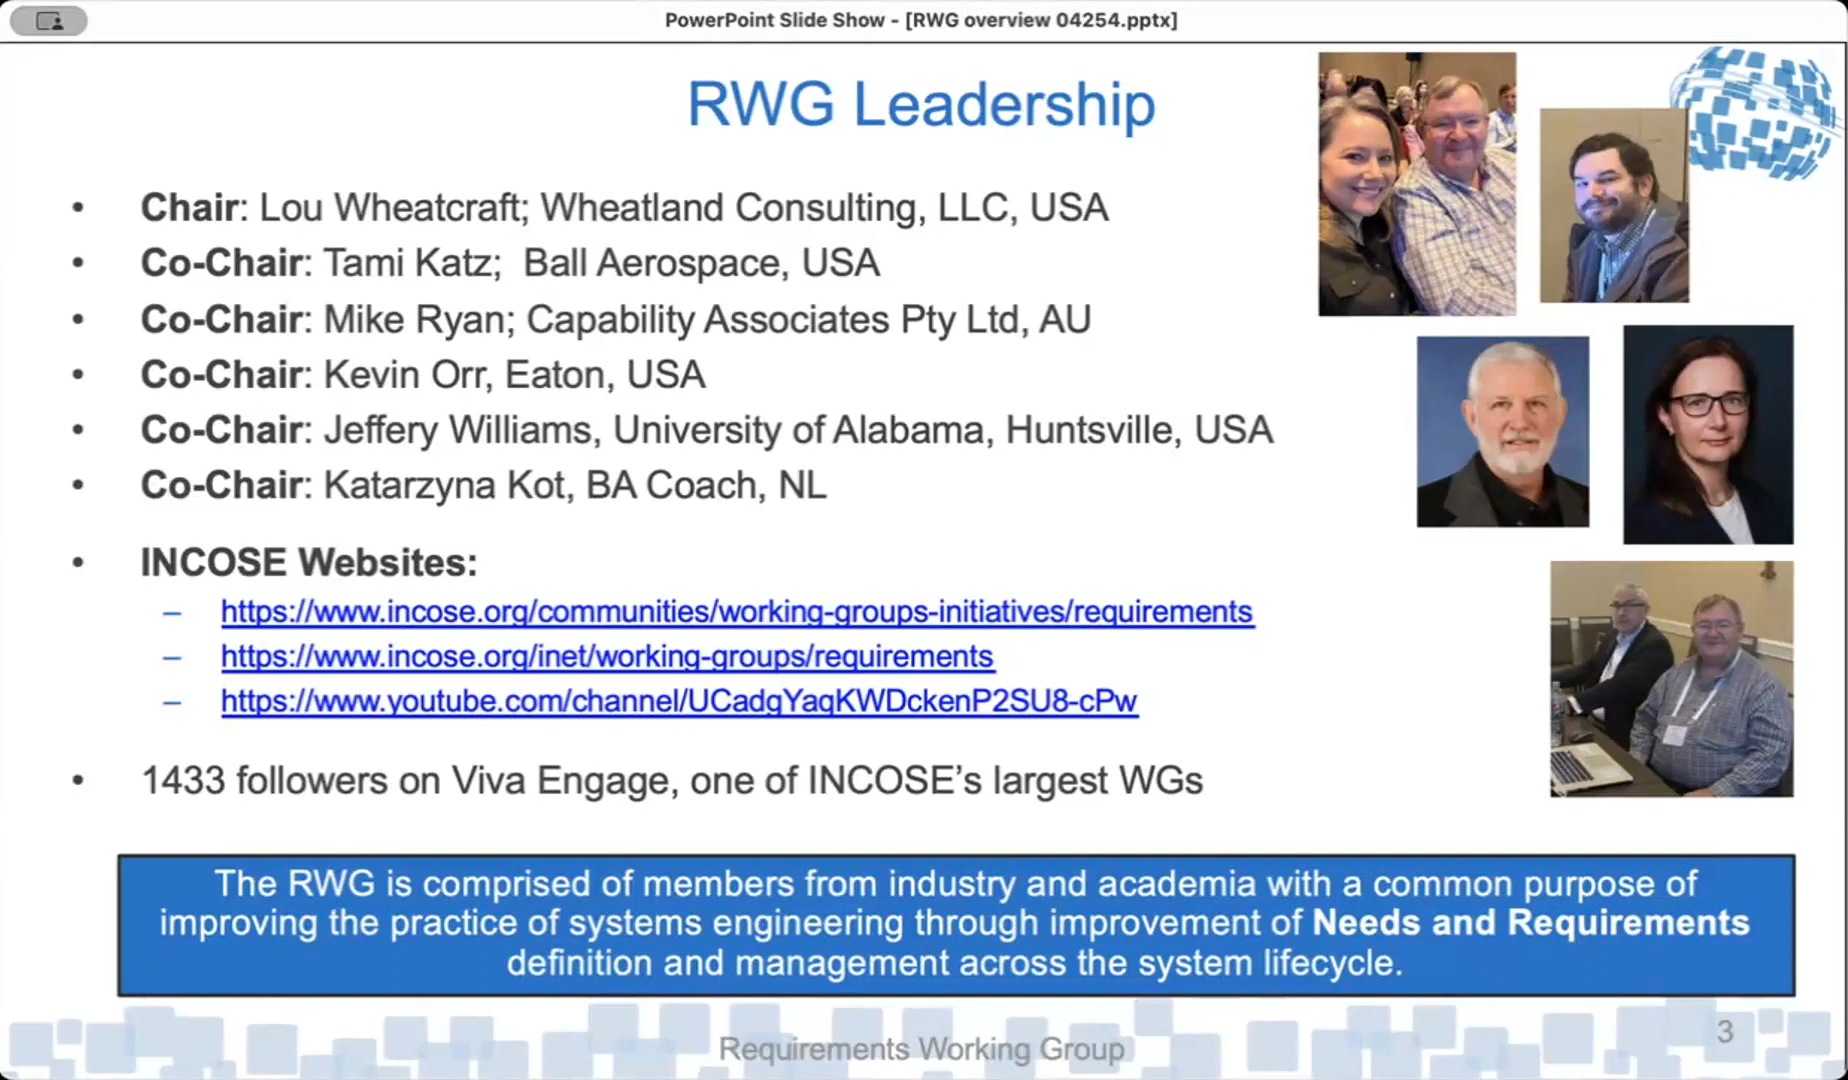 PowerPoint Slide Show - [RWG overview 04254.pptx]
RWG Leadership
• Chair: Lou Wheatcraft; Wheatland Consulting, LLC, USA
• Co-Chair: Tami Katz;  Ball Aerospace, USA
• Co-Chair: Mike Ryan; Capability Associates Pty Ltd, AU
• Co-Chair: Kevin Orr, Eaton, USA
• Co-Chair: Jeffery Williams, University of Alabama, Huntsville, USA
• Co-Chair: Katarzyna Kot, BA Coach, NL
• INCOSE Websites:
– https://www.incose.org/communities/working-groups-initiatives/requirements
– https://www.incose.org/inet/working-groups/requirements
– https://www.youtube.com/channel/UCadgYaqKWDckenP2SU8-cPw
• 1433 followers on Viva Engage, one of INCOSE’s largest WGs
The RWG is comprised of members from industry and academia with a common purpose of
improving the practice of systems engineering through improvement of Needs and Requirements
definition and management across the system lifecycle.
Requirements Working Group
3